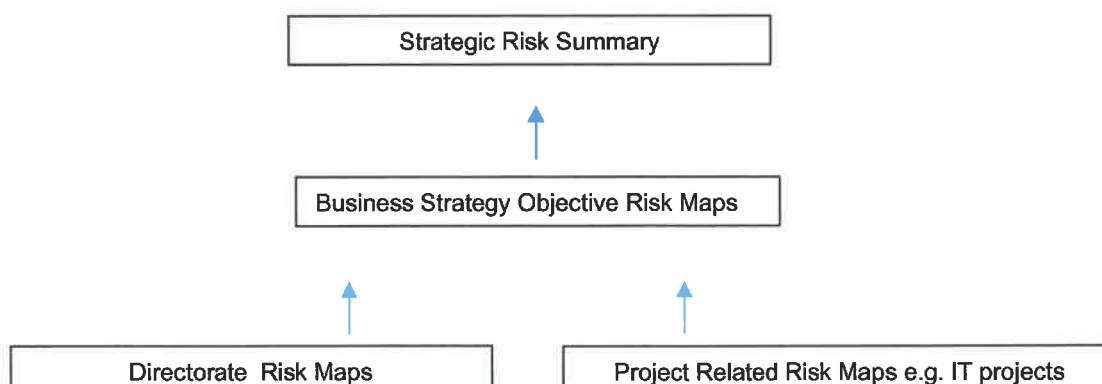 Strategic Risk Summary
Business Strategy Objective Risk Maps
Directorate Risk Maps
Project Related Risk Maps e.g. IT projects